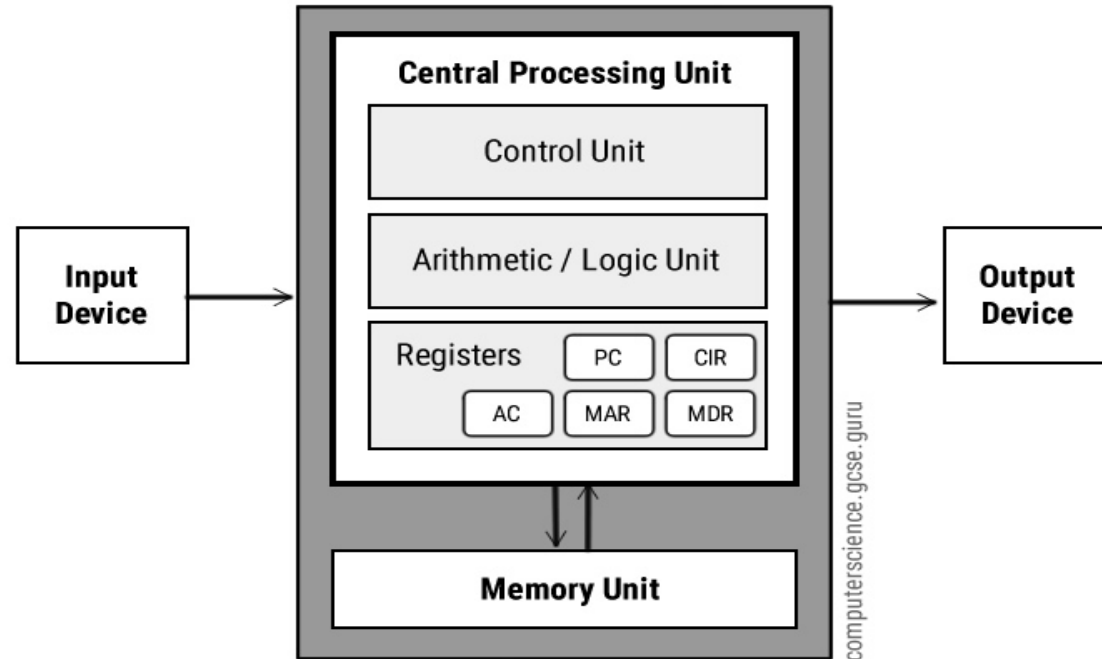 Central Processing Unit
Control Unit
Arithmetic / Logic Unit
Registers
PC
CIR
AC
MAR
MDR
Input
Device
Output
Device
Memory Unit
computerscience.gcse.guru